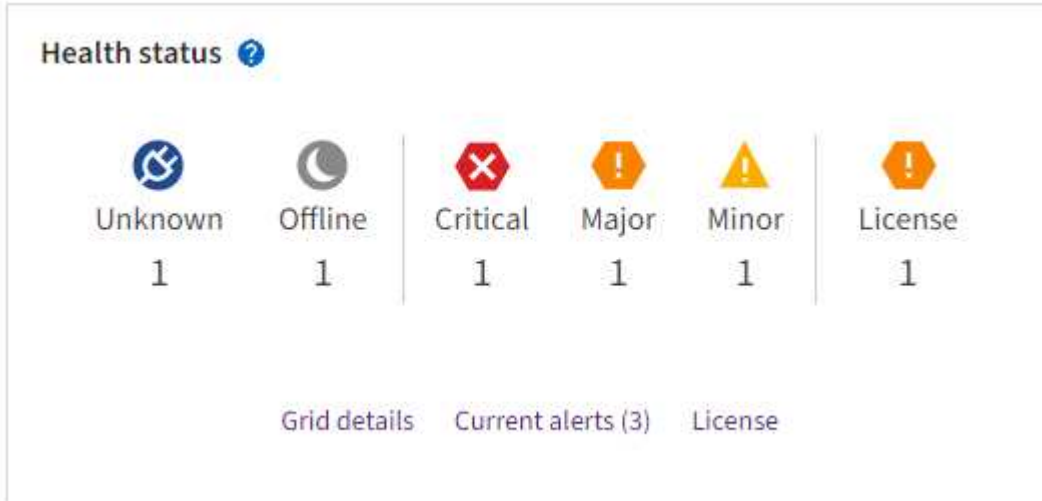 Health status ?
Unknown Offline Critical Major Minor License
1 1 1 1 1 1
Grid details Current alerts (3) License